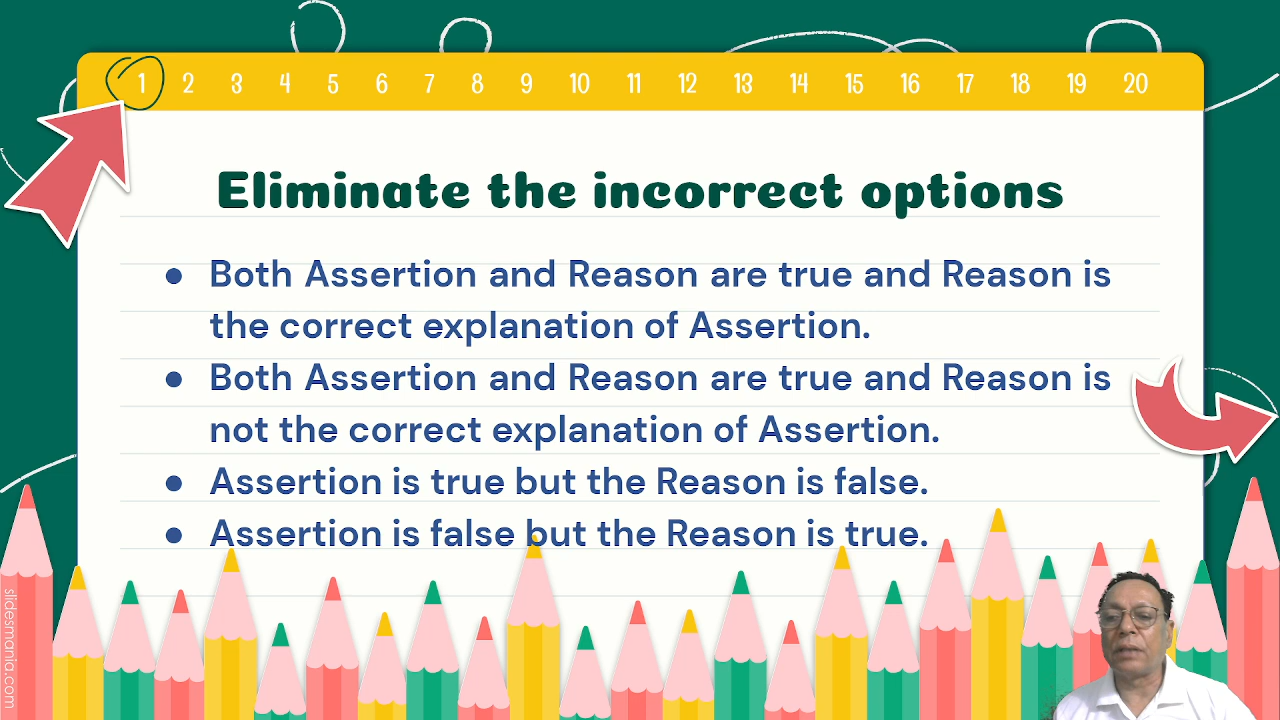 1 2 3 4 5 6 7 8 9 10 11 12 13 14 15 16 17 18 19 20
Eliminate the incorrect options
• Both Assertion and Reason are true and Reason is
the correct explanation of Assertion.
• Both Assertion and Reason are true and Reason is
not the correct explanation of Assertion.
• Assertion is true but the Reason is false.
• Assertion is false but the Reason is true.
slidesmania.com